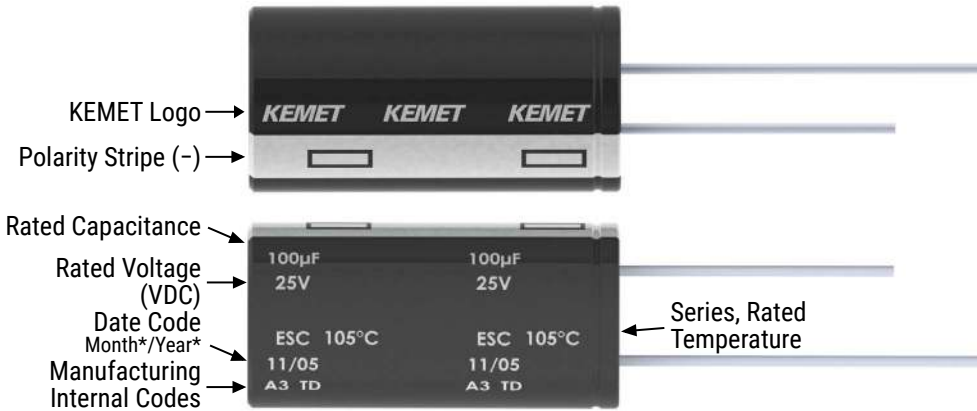 KEMET Logo
KEMET KEMET KEMET
Polarity Stripe (−)
Rated Capacitance
100µF 100µF
Rated Voltage
(VDC)
25V 25V
Date Code
Month*/Year*
ESC 105°C ESC 105°C
11/05 11/05
Series, Rated
Temperature
Manufacturing
Internal Codes
A3 TD A3 TD